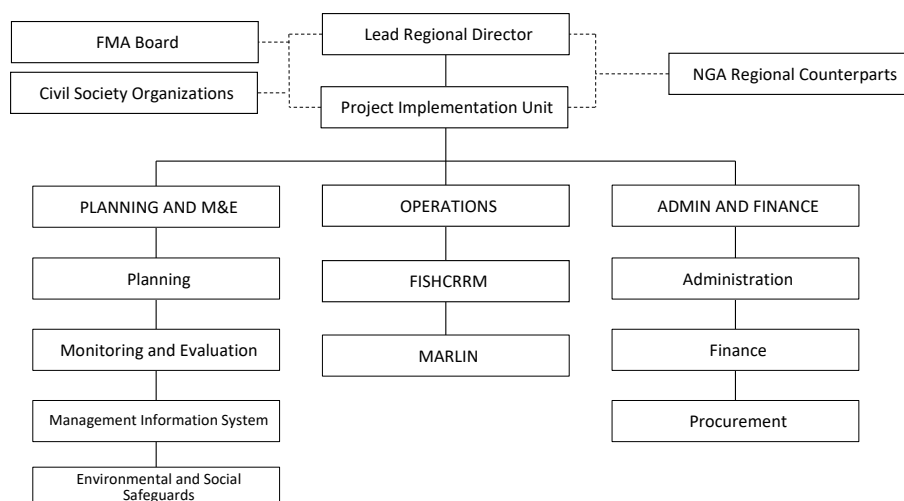 Lead Regional Director
FMA Board
NGA Regional Counterparts
Civil Society Organizations
Project Implementation Unit
PLANNING AND M&E
OPERATIONS
ADMIN AND FINANCE
Planning
FISHCRRM
Administration
Monitoring and Evaluation
MARLIN
Finance
Management Information System
Procurement
Environmental and Social
Safeguards